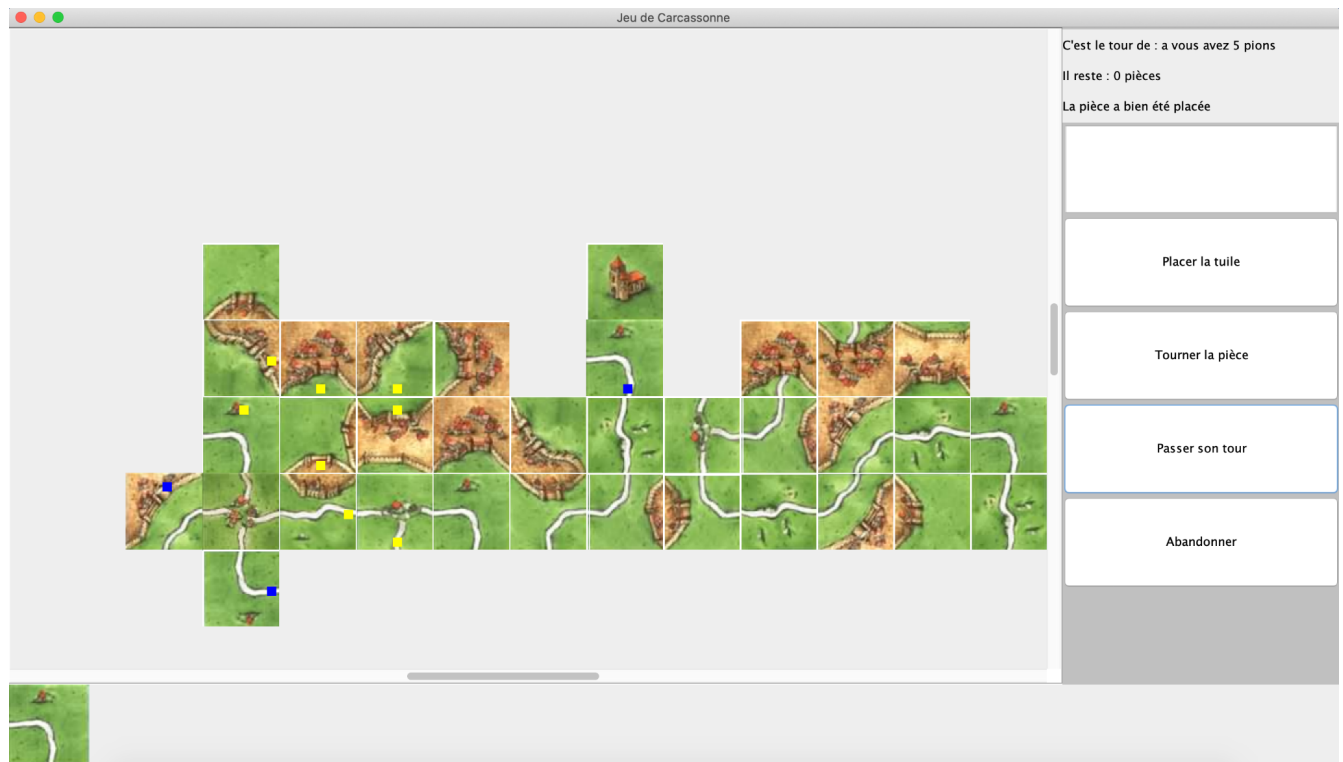 Jeu de Carcassonne
C'est le tour de : a vous avez 5 pions
Il reste : 0 pièces
La pièce a bien été placée
Placer la tuile
Tourner la pièce
Passer son tour
Abandonner